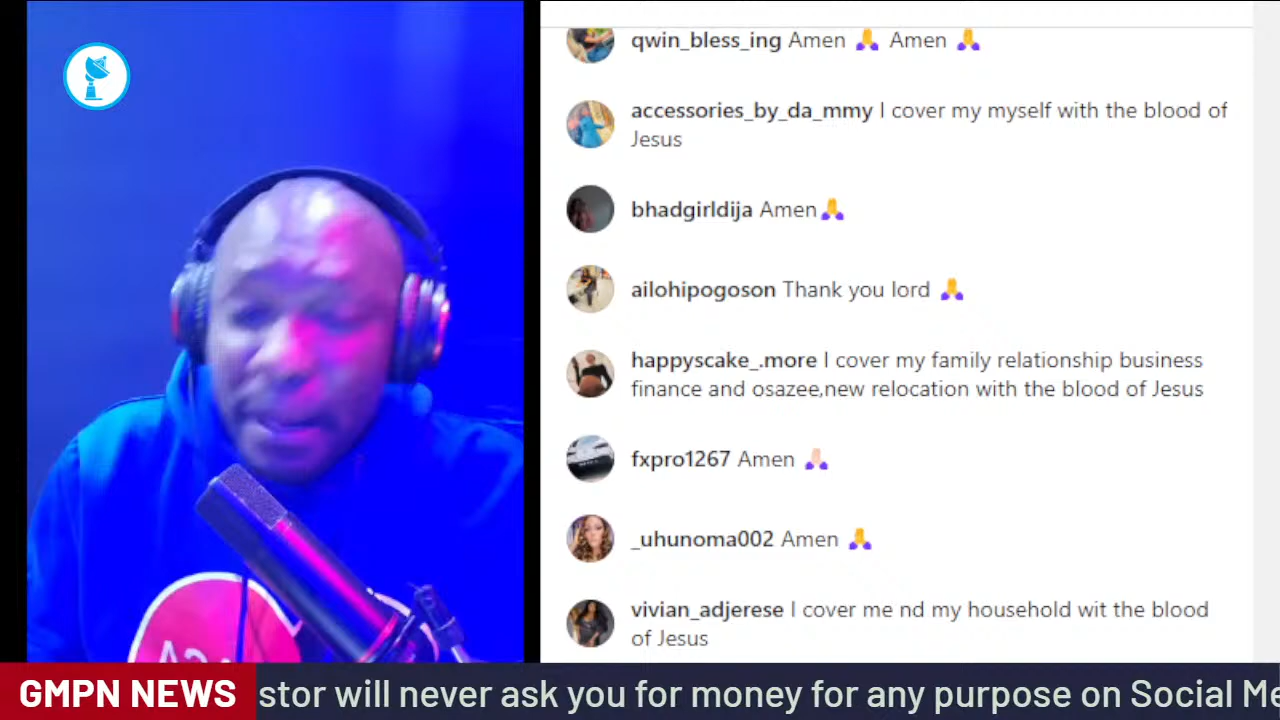 qwin_bless_ing Amen 🙏 Amen 🙏
accessories_by_da_mmy I cover my myself with the blood of
Jesus
bhadgirldija Amen🙏
ailohipogoson Thank you lord 🙏
happyscake_.more I cover my family relationship business
finance and osazee,new relocation with the blood of Jesus
fxpro1267 Amen 🙏🏻
_uhunoma002 Amen 🙏
vivian_adjerese I cover me nd my household wit the blood
of Jesus
GMPN NEWS stor will never ask you for money for any purpose on Social Me